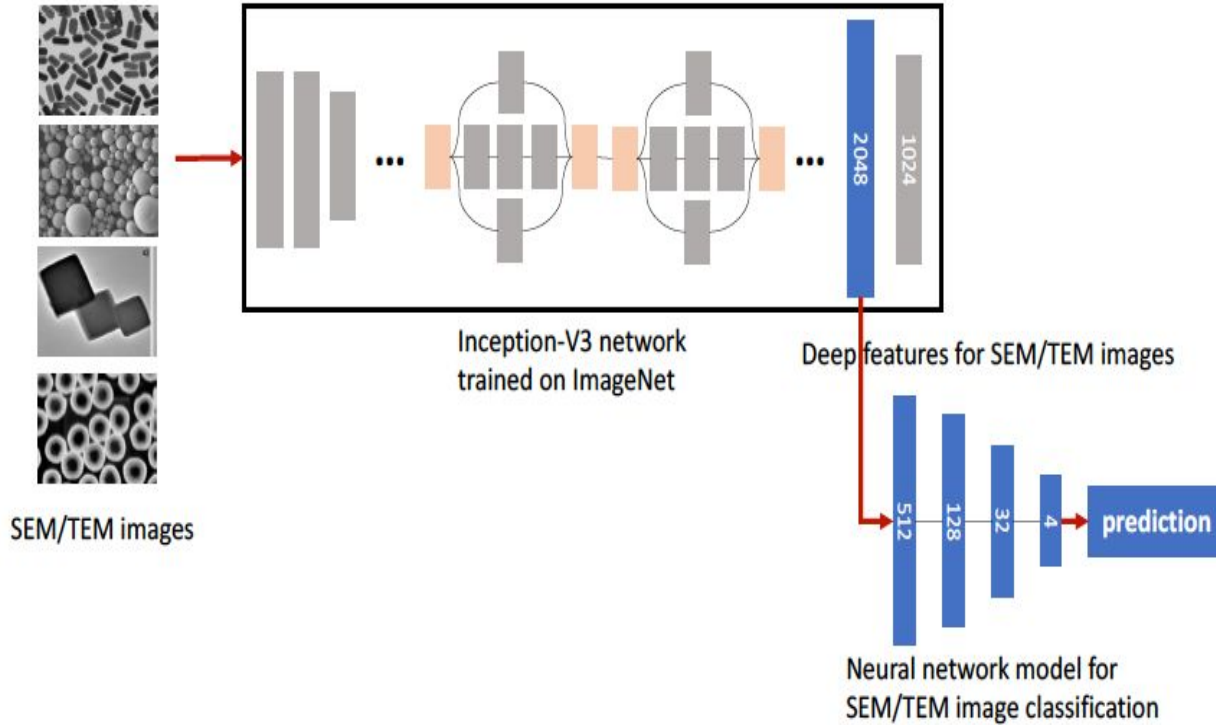 2048
1024
Inception-V3 network
trained on ImageNet
Deep features for SEM/TEM images
SEM/TEM images
512
128
32
4
prediction
Neural network model for
SEM/TEM image classification